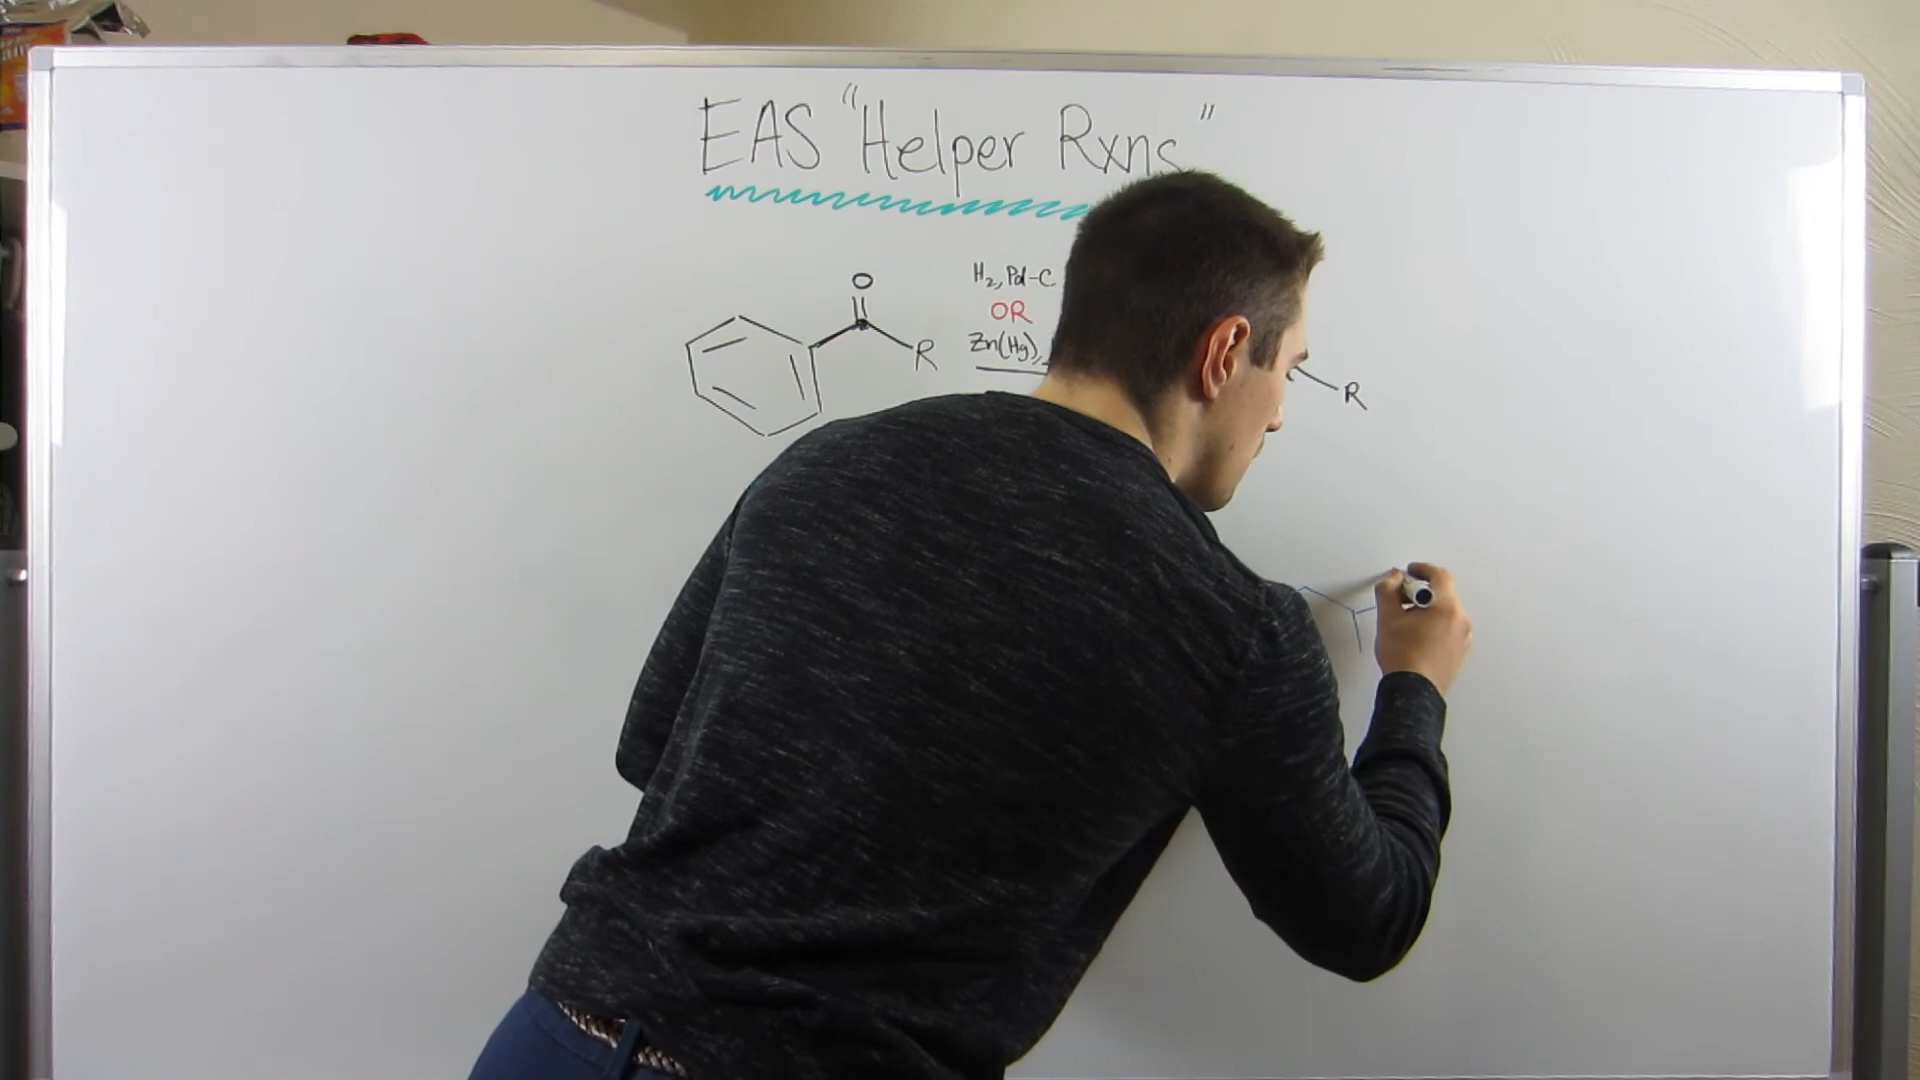 EAS "Helper Rxns"
O
H₂, Pd-C
OR
Zn(Hg),
R
R